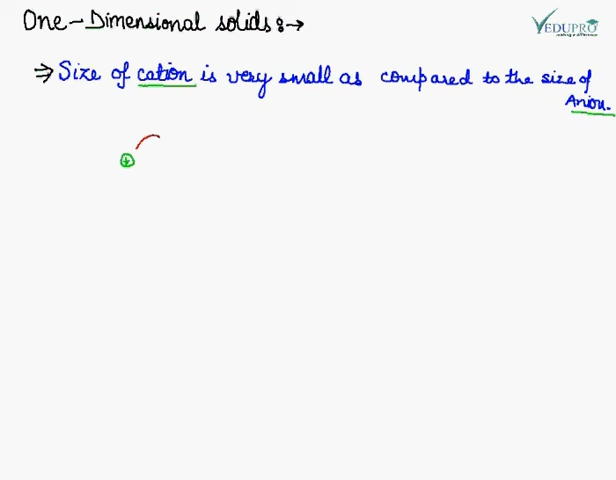 One-Dimensional solids :→
VEDUPRO
⇒ Size of cation is very small as compared to the size of
Anion.
+